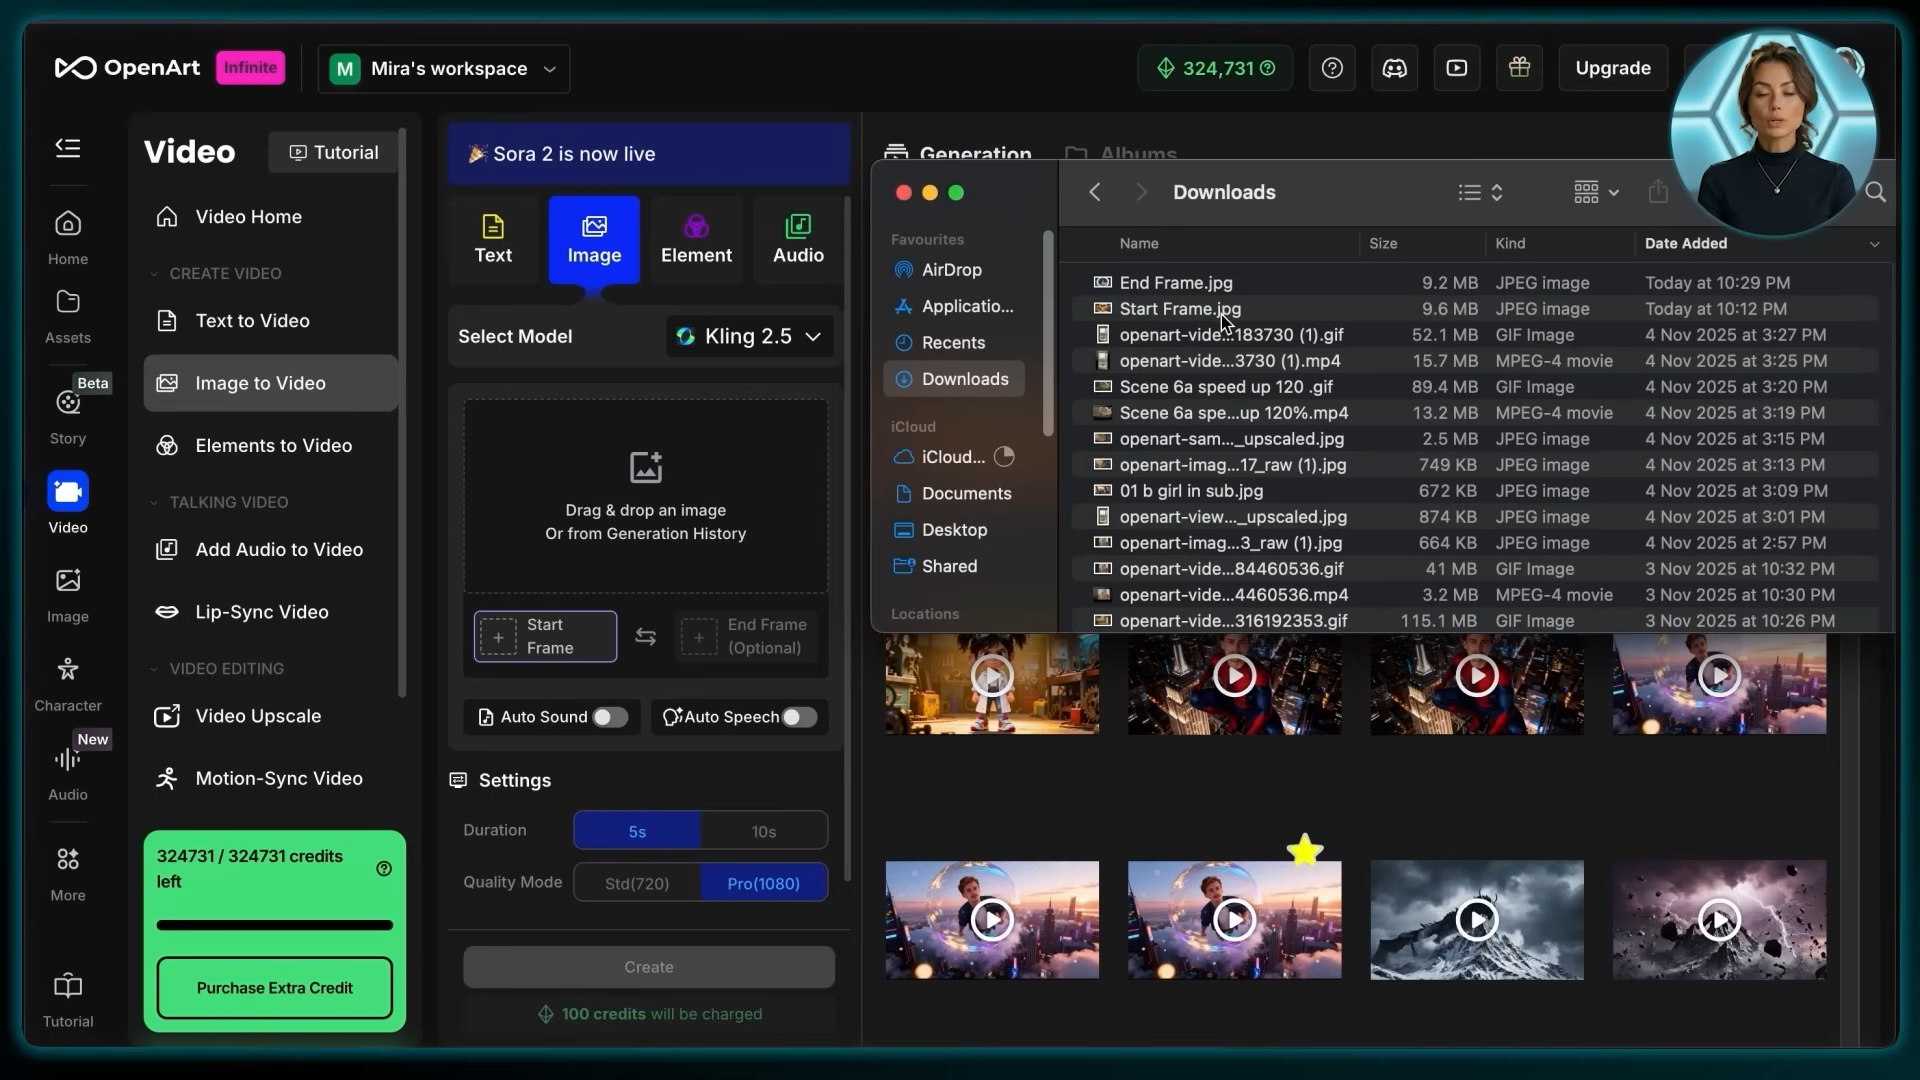 OpenArt
Infinite
M
Mira's workspace
324,731
Upgrade
Video
Tutorial
Video Home
CREATE VIDEO
Text to Video
Image to Video
Elements to Video
TALKING VIDEO
Add Audio to Video
Lip-Sync Video
VIDEO EDITING
Video Upscale
Motion-Sync Video
324731 / 324731 credits
left
Purchase Extra Credit
Home
Assets
Beta
Story
Video
Image
Character
New
Audio
More
Tutorial
Sora 2 is now live
Text
Image
Element
Audio
Select Model
Kling 2.5
Drag & drop an image
Or from Generation History
Start
Frame
End Frame
(Optional)
Auto Sound
Auto Speech
Settings
Duration
5s
10s
Quality Mode
Std(720)
Pro(1080)
Create
100 credits will be charged
Generation
Albums
Downloads
Favourites
AirDrop
Applicatio...
Recents
Downloads
iCloud
iCloud...
Documents
Desktop
Shared
Locations
Name Size Kind Date Added
End Frame.jpg 9.2 MB JPEG image Today at 10:29 PM
Start Frame.jpg 9.6 MB JPEG image Today at 10:12 PM
openart-vide...183730 (1).gif 52.1 MB GIF Image 4 Nov 2025 at 3:27 PM
openart-vide...3730 (1).mp4 15.7 MB MPEG-4 movie 4 Nov 2025 at 3:25 PM
Scene 6a speed up 120 .gif 89.4 MB GIF Image 4 Nov 2025 at 3:20 PM
Scene 6a spe...up 120%.mp4 13.2 MB MPEG-4 movie 4 Nov 2025 at 3:19 PM
openart-sam..._upscaled.jpg 2.5 MB JPEG image 4 Nov 2025 at 3:15 PM
openart-imag...17_raw (1).jpg 749 KB JPEG image 4 Nov 2025 at 3:13 PM
01 b girl in sub.jpg 672 KB JPEG image 4 Nov 2025 at 3:09 PM
openart-view..._upscaled.jpg 874 KB JPEG image 4 Nov 2025 at 3:01 PM
openart-imag...3_raw (1).jpg 664 KB JPEG image 4 Nov 2025 at 2:57 PM
openart-vide...84460536.gif 41 MB GIF Image 3 Nov 2025 at 10:32 PM
openart-vide...4460536.mp4 3.2 MB MPEG-4 movie 3 Nov 2025 at 10:30 PM
openart-vide...316192353.gif 115.1 MB GIF Image 3 Nov 2025 at 10:26 PM